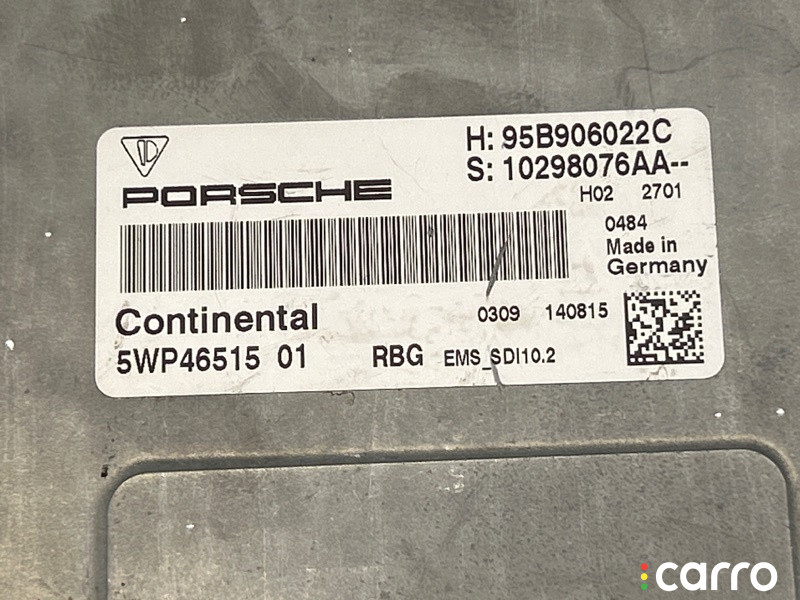 H: 95B906022C
S: 10298076AA--
PORSCHE
H02 2701
0484
Made in
Germany
Continental
0309 140815
5WP46515 01 RBG EMS_SDI10.2
carro